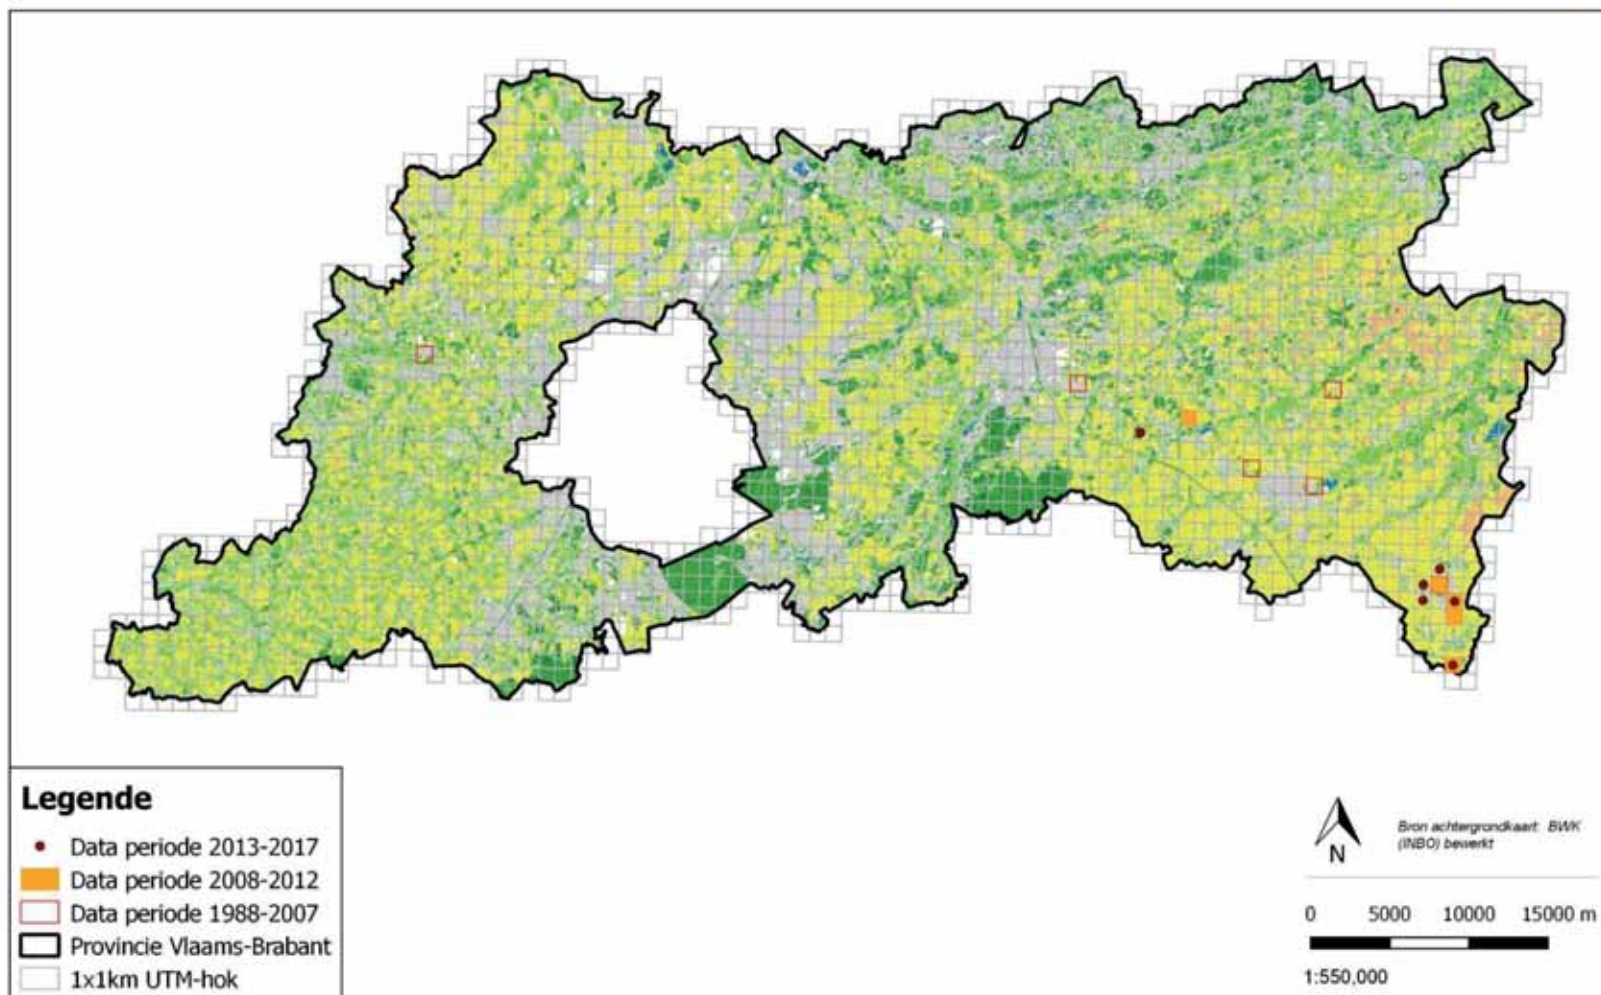 Legende
Data periode 2013-2017
Data periode 2008-2012
Data periode 1988-2007
Provincie Vlaams-Brabant
1x1km UTM-hok
N
Bron achtergrondkaart: BWK
(INBO) bewerkt
0 5000 10000 15000 m
1:550,000